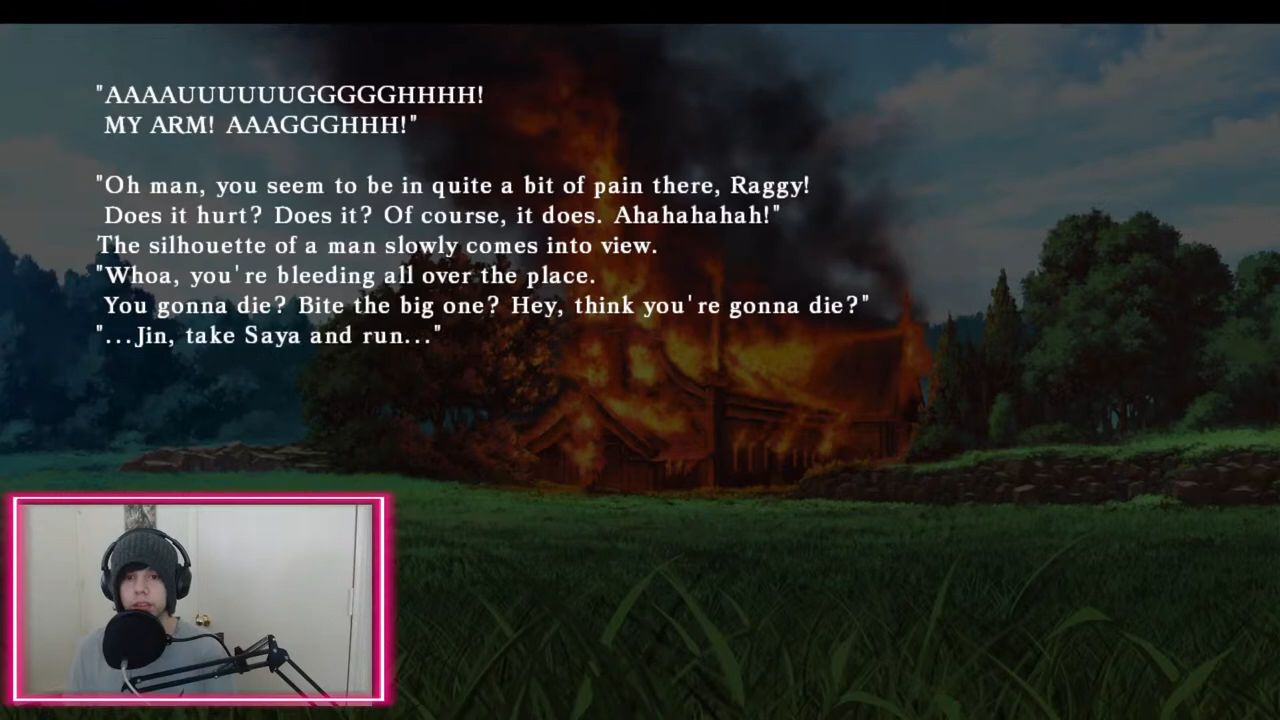 "AAAAUUUUUUGGGGGHHHH!
MY ARM! AAAGGGHHH!"
"Oh man, you seem to be in quite a bit of pain there, Raggy!
Does it hurt? Does it? Of course, it does. Ahahahahah!"
The silhouette of a man slowly comes into view.
"Whoa, you're bleeding all over the place.
You gonna die? Bite the big one? Hey, think you're gonna die?"
"...Jin, take Saya and run..."